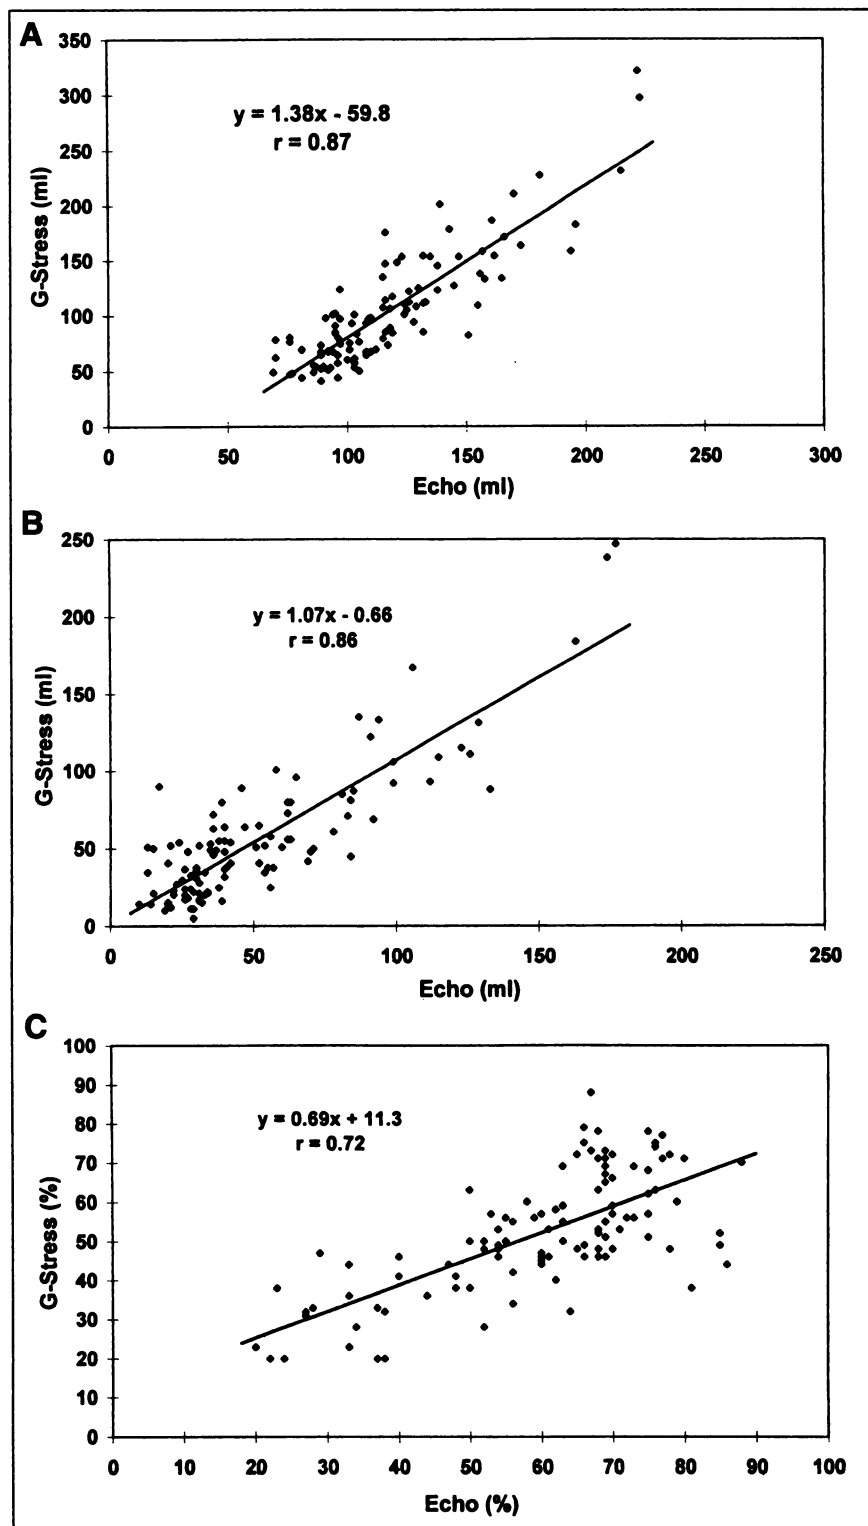 A
350
300
250
200
150
100
50
0
G-Stress (ml)
y = 1.38x - 59.8
r = 0.87
0 50 100 150 200 250 300
Echo (ml)
B
250
200
150
100
50
0
G-Stress (ml)
y = 1.07x - 0.66
r = 0.86
0 50 100 150 200 250
Echo (ml)
C
100
90
80
70
60
50
40
30
20
10
0
G-Stress (%)
y = 0.69x + 11.3
r = 0.72
0 10 20 30 40 50 60 70 80 90 100
Echo (%)